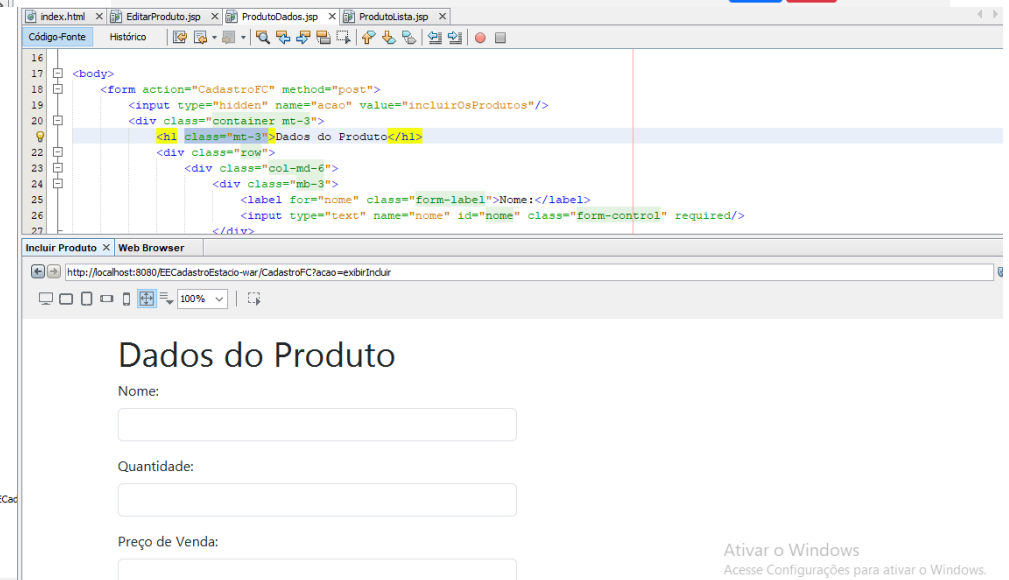 index.html EditarProduto.jsp ProdutoDados.jsp ProdutoLista.jsp
Código-Fonte Histórico
16
17 <body>
18 <form action="CadastroFC" method="post">
19 <input type="hidden" name="acao" value="incluirOsProdutos"/>
20 <div class="container mt-3">
<h1 class="mt-3">Dados do Produto</h1>
22 <div class="row">
23 <div class="col-md-6">
24 <div class="mb-3">
25 <label for="nome" class="form-label">Nome:</label>
26 <input type="text" name="nome" id="nome" class="form-control" required/>
27 </div>
Incluir Produto Web Browser
http://localhost:8080/EECadastroEstacio-war/CadastroFC?acao=exibirIncluir
100%
Dados do Produto
Nome:
Quantidade:
ECad
Preço de Venda:
Ativar o Windows
Acesse Configurações para ativar o Windows.